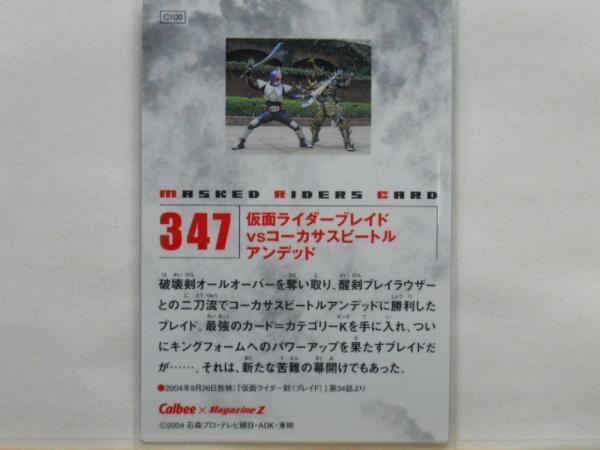 C100
MASKED RIDERS CARD
347
仮面ライダーブレイド
vsコーカサスビートル
アンデッド
破壊剣オールオーバーを奪い取り、醒剣ブレイラウザー
との二刀流でコーカサスビートルアンデッドに勝利した
ブレイド。最強のカード=カテゴリーKを手に入れ、つい
にキングフォームへのパワーアップを果たすブレイドだ
が……。それは、新たな苦難の幕開けでもあった。
●2004年9月26日放映:「仮面ライダー剣(ブレイド)」第34話より
Calbee × Magazine Z
©2004 石森プロ・テレビ朝日・ADK・東映